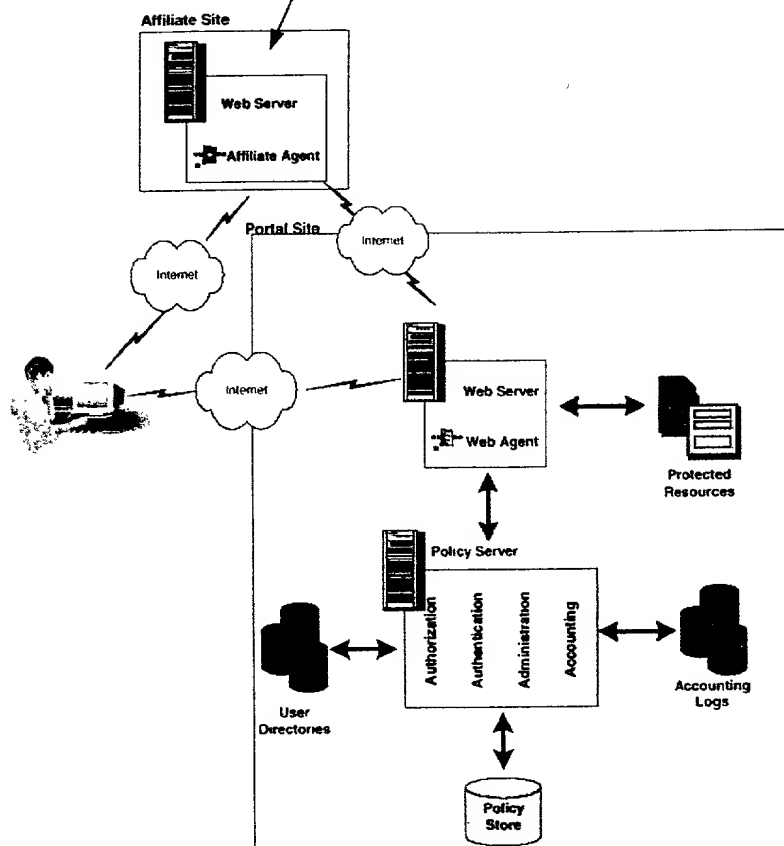 Affiliate Site
Web Server
Affiliate Agent
Portal Site
Internet
Internet
Internet
Web Server
Web Agent
Protected
Resources
Policy Server
Authorization
Authentication
Administration
Accounting
User
Directories
Accounting
Logs
Policy
Store